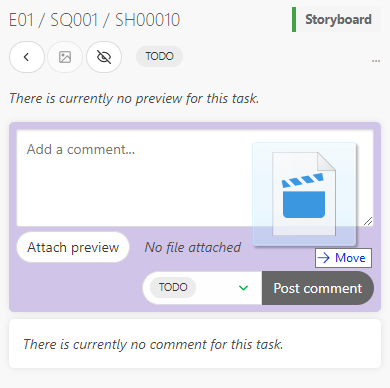 E01 / SQ001 / SH00010
Storyboard
TODO
...
There is currently no preview for this task.
Add a comment...
Attach preview
No file attached
Move
TODO
Post comment
There is currently no comment for this task.